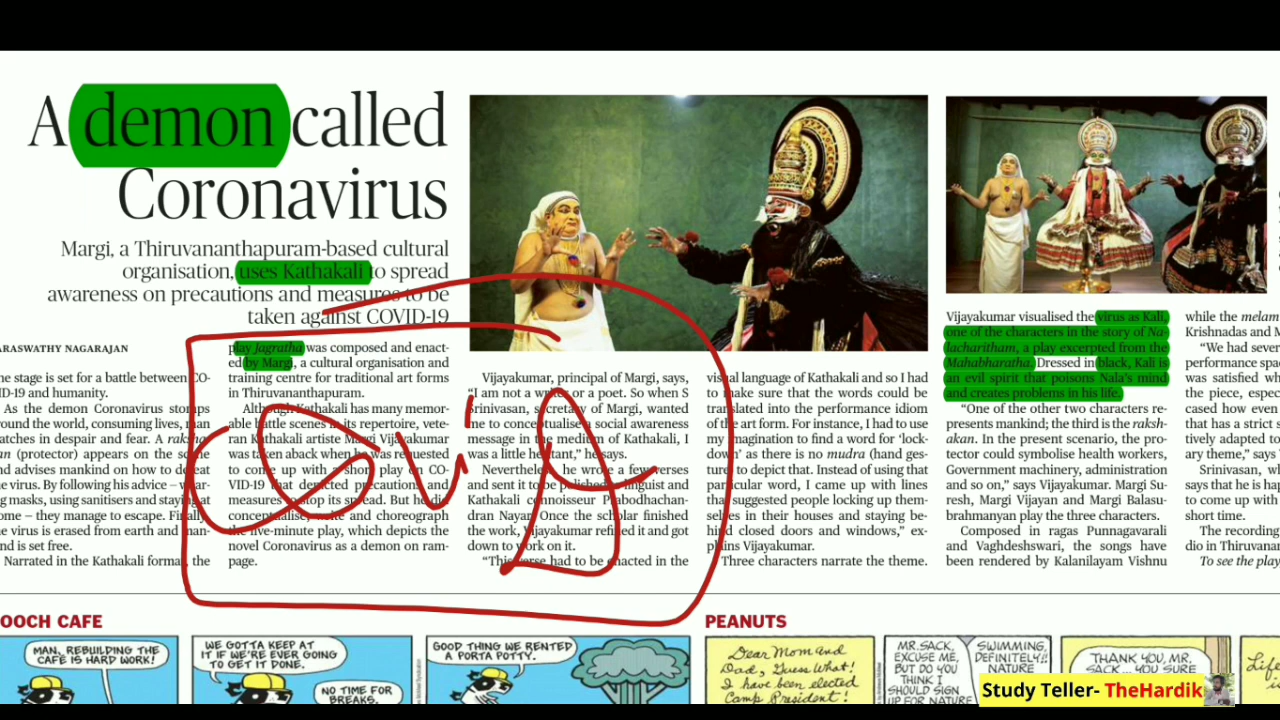 A demon called
Coronavirus
Margi, a Thiruvananthapuram-based cultural
organisation, uses Kathakali to spread
awareness on precautions and measures to be
taken against COVID-19
ARASWATHY NAGARAJAN
he stage is set for a battle between CO-
ID-19 and humanity.
As the demon Coronavirus stomps
round the world, consuming lives, man
atches in despair and fear. A raksha
an (protector) appears on the scene
nd advises mankind on how to defeat
he virus. By following his advice – wear-
ng masks, using sanitisers and staying at
ome – they manage to escape. Finally
he virus is erased from earth and man-
nd is set free.
Narrated in the Kathakali format, the
play Jagratha was composed and enact-
ed by Margi, a cultural organisation and
training centre for traditional art forms
in Thiruvananthapuram.
Although Kathakali has many memor-
able battle scenes in its repertoire, vete-
ran Kathakali artiste Margi Vijayakumar
was taken aback when he was requested
to come up with a short play on CO-
VID-19 that depicted precautions and
measures to stop its spread. But he did
conceptualise, write and choreograph
the five-minute play, which depicts the
novel Coronavirus as a demon on ram-
page.
Vijayakumar, principal of Margi, says,
“I am not a writer or a poet. So when S
Srinivasan, secretary of Margi, wanted
me to conceptualise a social awareness
message in the medium of Kathakali, I
was a little hesitant,” he says.
Nevertheless, he wrote a few verses
and sent it to be polished by linguist and
Kathakali connoisseur Prabodhachan-
dran Nayar. Once the scholar finished
the work, Vijayakumar refined it and got
down to work on it.
“This verse had to be enacted in the
visual language of Kathakali and so I had
to make sure that the words could be
translated into the performance idiom
of the art form. For instance, I had to use
my imagination to find a word for ‘lock-
down’ as there is no mudra (hand ges-
ture) to depict that. Instead of using that
particular word, I came up with lines
that suggested people locking up them-
selves in their houses and staying be-
hind closed doors and windows,” ex-
plains Vijayakumar.
Three characters narrate the theme.
Vijayakumar visualised the virus as Kali,
one of the characters in the story of Na-
lacharitham, a play excerpted from the
Mahabharatha. Dressed in black, Kali is
an evil spirit that poisons Nala’s mind
and creates problems in his life.
“One of the other two characters re-
presents mankind; the third is the raksh-
akan. In the present scenario, the pro-
tector could symbolise health workers,
Government machinery, administration
and so on,” says Vijayakumar. Margi Su-
resh, Margi Vijayan and Margi Balasu-
brahmanyan play the three characters.
Composed in ragas Punnagavarali
and Vaghdeshwari, the songs have
been rendered by Kalanilayam Vishnu
while the melam
Krishnadas and M
“We had seve
performance spa
was satisfied wh
the piece, espec
cased how even
that has a strict s
tively adapted to
ary theme,” says
Srinivasan, wh
says that he is hap
to come up with
short time.
The recording
dio in Thiruvanan
To see the play
OOCH CAFE
MAN, REBUILDING THE
CAFE IS HARD WORK!
WE GOTTA KEEP AT
IT IF WE'RE EVER GOING
TO GET IT DONE.
NO TIME FOR
BREAKS.
GOOD THING WE RENTED
A PORTA POTTY.
PEANUTS
Dear Mom and
Dad, Guess What!
I have been elected
Camp President!
MR. SACK,
EXCUSE ME,
BUT DO YOU
THINK I
SHOULD SIGN
UP FOR NATURE
SWIMMING,
DEFINITELY!!
NATURE
THANK YOU, MR.
SACK... YOU SURE
Study Teller- TheHardik